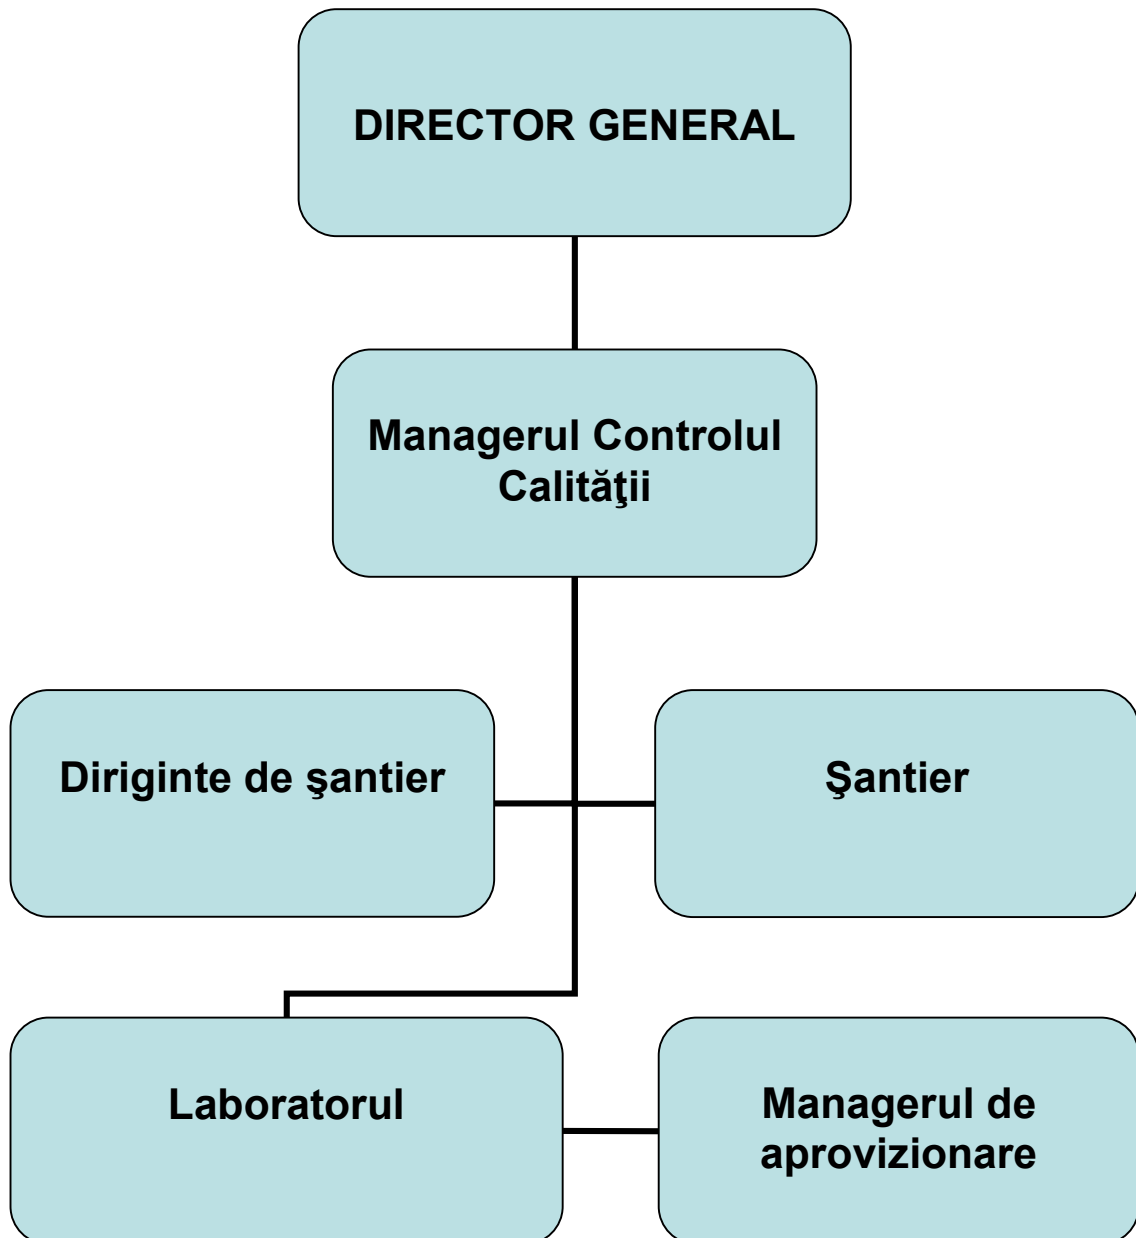 DIRECTOR GENERAL
Managerul Controlul
Calităţii
Diriginte de şantier
Şantier
Laboratorul
Managerul de
aprovizionare